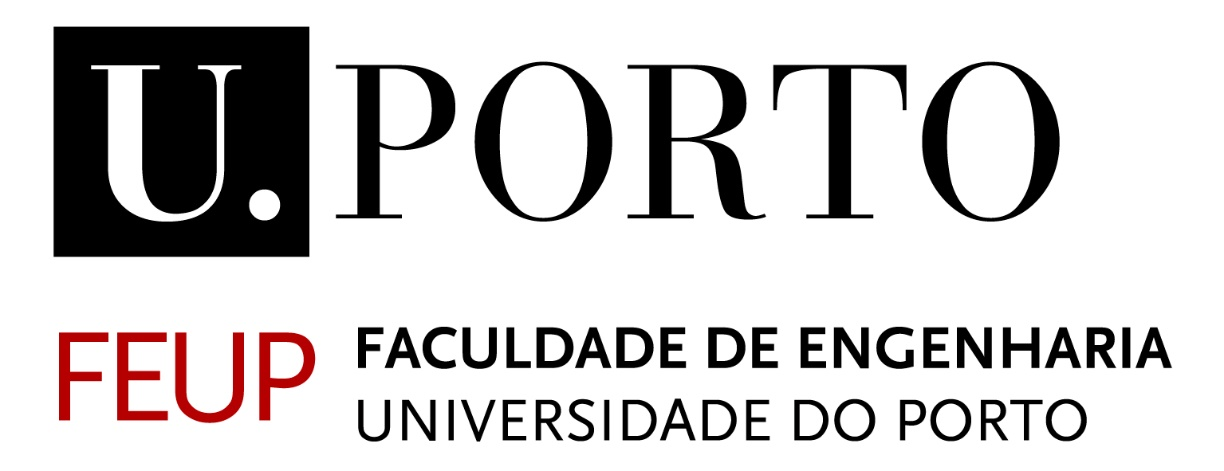 U. PORTO
FEUP FACULDADE DE ENGENHARIA
UNIVERSIDADE DO PORTO